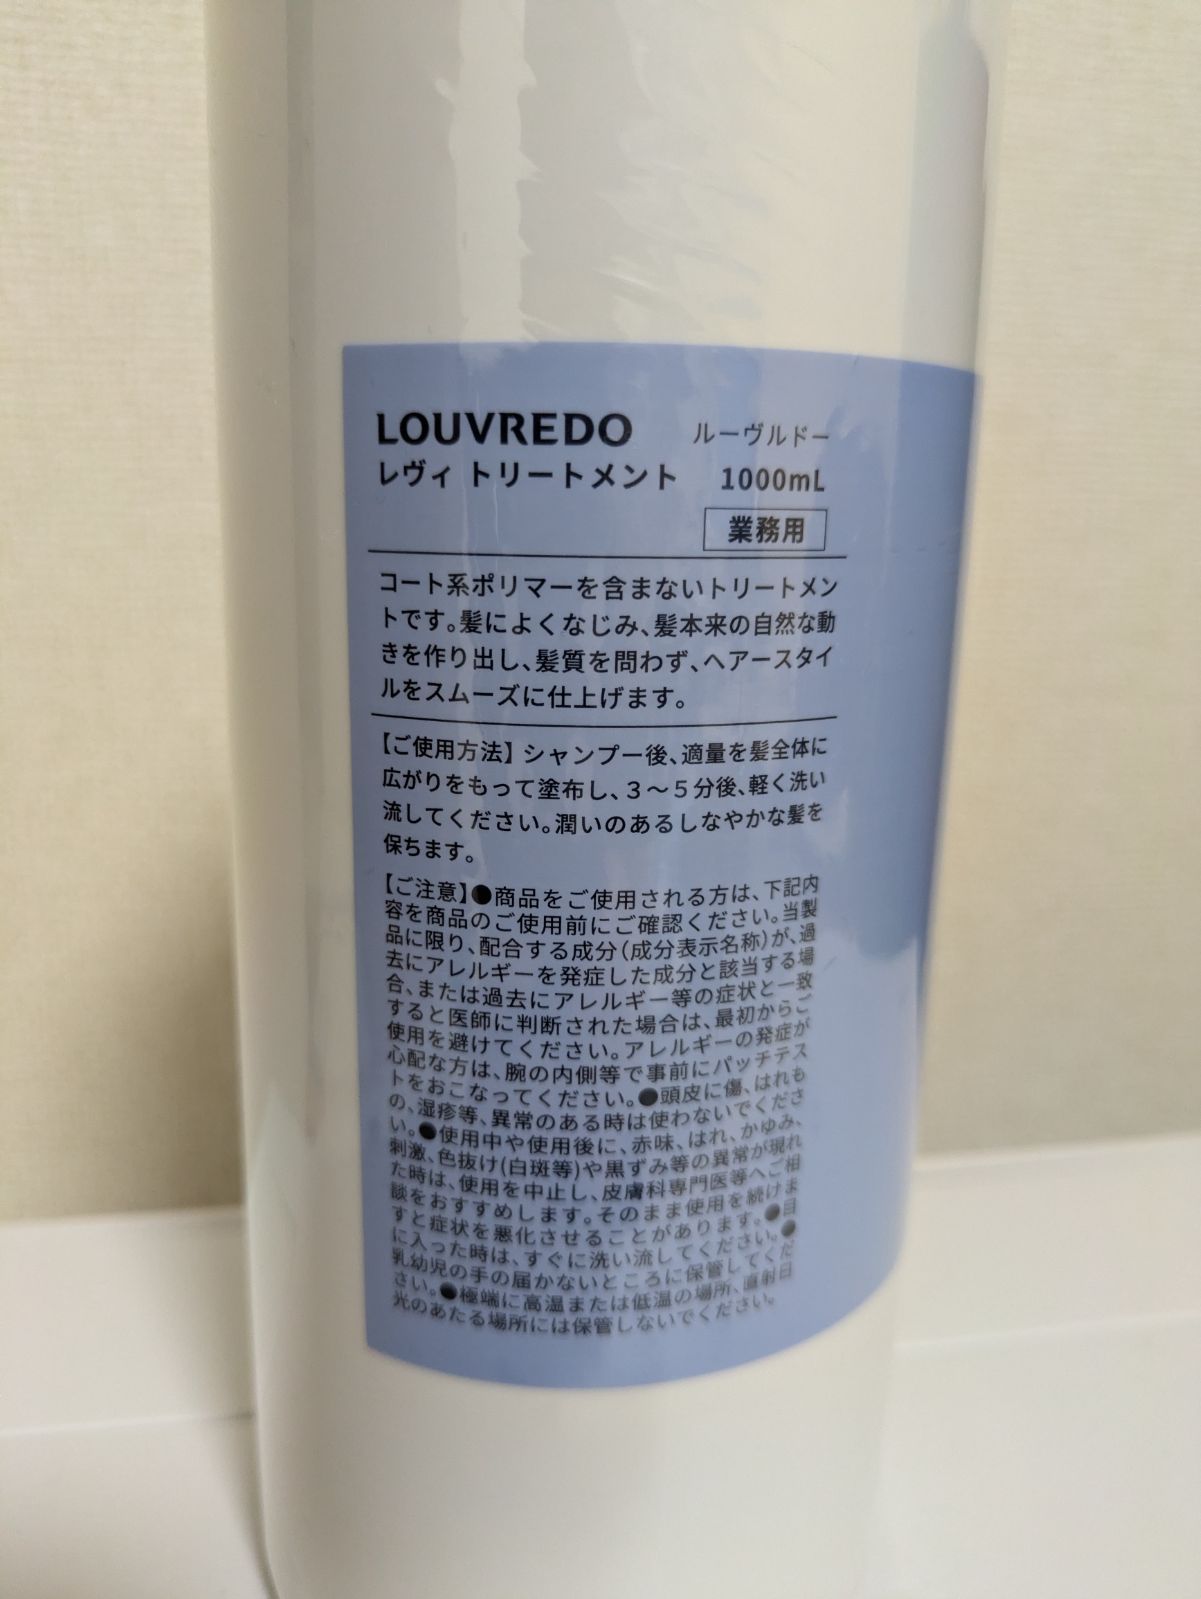 LOUVREDO ルーヴルドー
レヴィ トリートメント 1000mL
業務用
コート系ポリマーを含まないトリートメン
トです。髪によくなじみ、髪本来の自然な動
きを作り出し、髪質を問わず、ヘアースタイ
ルをスムーズに仕上げます。
【ご使用方法】シャンプー後、適量を髪全体に
広がりをもって塗布し、３〜５分後、軽く洗い
流してください。潤いのあるしなやかな髪を
保ちます。
【ご注意】●商品をご使用される方は、下記内
容を商品のご使用前にご確認ください。当製
品に限り、配合する成分(成分表示名称)が、過
去にアレルギーを発症した成分と該当する場
合、または過去にアレルギー等の症状と一致
すると医師に判断された場合は、最初からご
使用を避けてください。アレルギーの発症が
心配な方は、腕の内側等で事前にパッチテス
トをおこなってください。●頭皮に傷、はれも
の、湿疹等、異常のある時は使わないでくださ
い。●使用中や使用後に、赤味、はれ、かゆみ、
刺激、色抜け(白斑等)や黒ずみ等の異常が現れ
た時は、使用を中止し、皮膚科専門医等へご相
談をおすすめします。そのまま使用を続けま
すと症状を悪化させることがあります。●目
に入った時は、すぐに洗い流してください。●
乳幼児の手の届かないところに保管してくだ
さい。●極端に高温または低温の場所、直射日
光のあたる場所には保管しないでください。